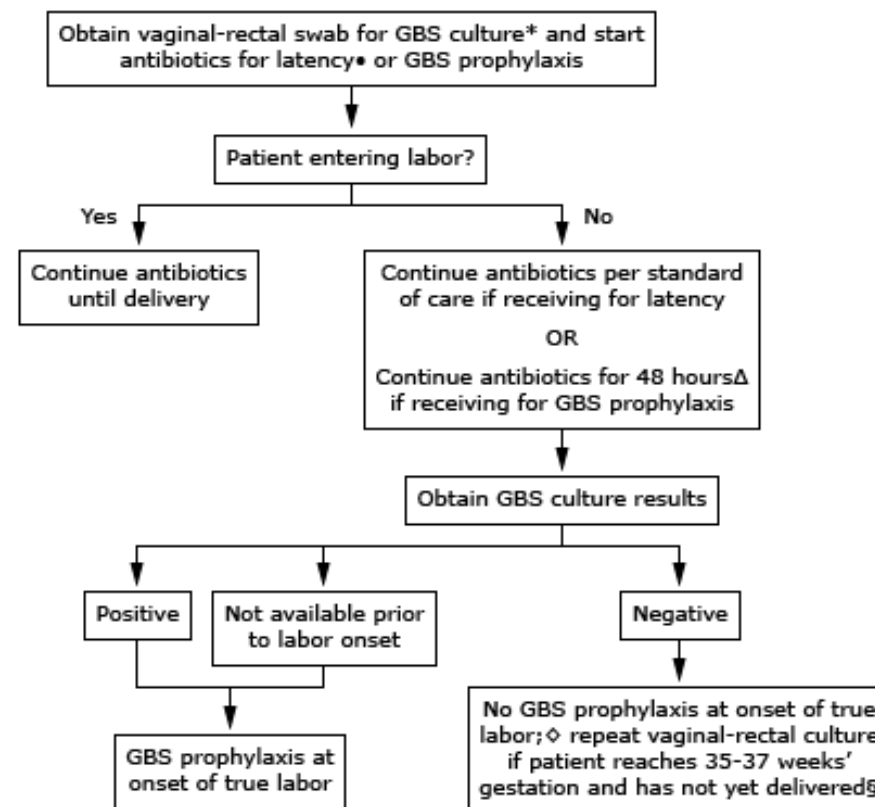 Obtain vaginal-rectal swab for GBS culture* and start
antibiotics for latency• or GBS prophylaxis
Patient entering labor?
Yes
No
Continue antibiotics
until delivery
Continue antibiotics per standard
of care if receiving for latency
OR
Continue antibiotics for 48 hoursΔ
if receiving for GBS prophylaxis
Obtain GBS culture results
Positive
Not available prior
to labor onset
Negative
GBS prophylaxis at
onset of true labor
No GBS prophylaxis at onset of true
labor;◊ repeat vaginal-rectal culture
if patient reaches 35-37 weeks'
gestation and has not yet delivered§